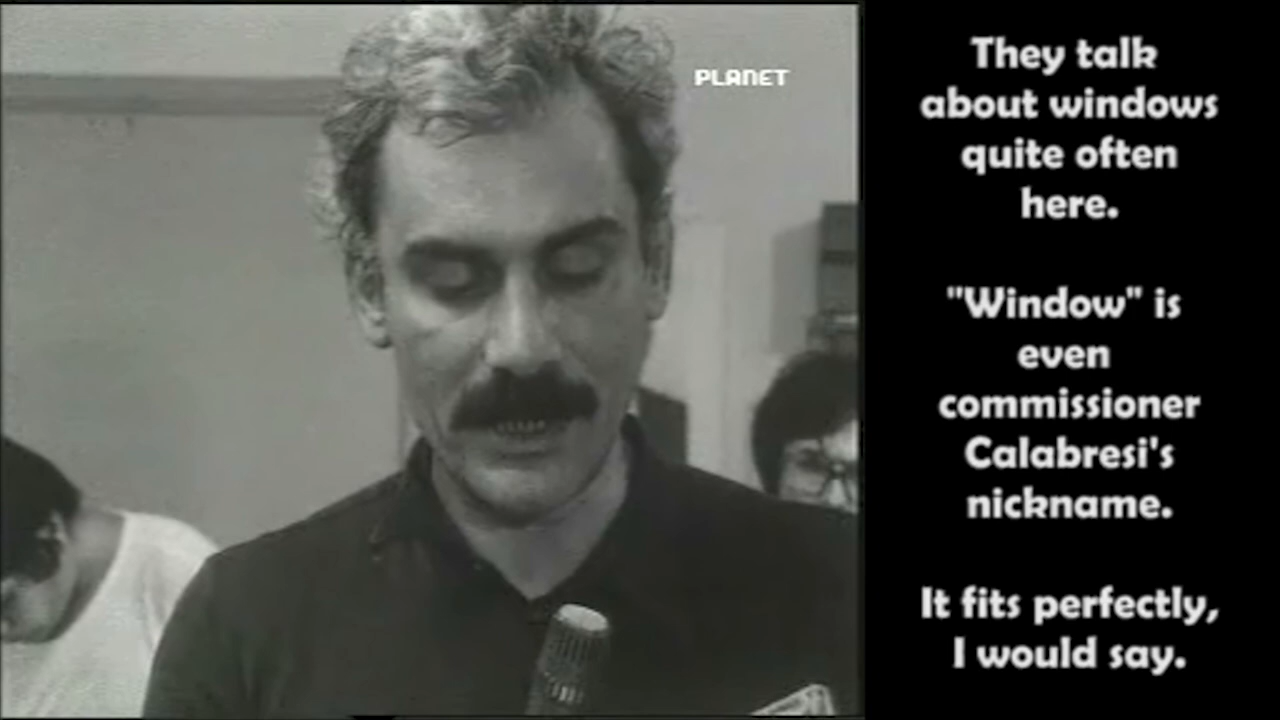 PLANET
They talk
about windows
quite often
here.
"Window" is
even
commissioner
Calabresi's
nickname.
It fits perfectly,
I would say.